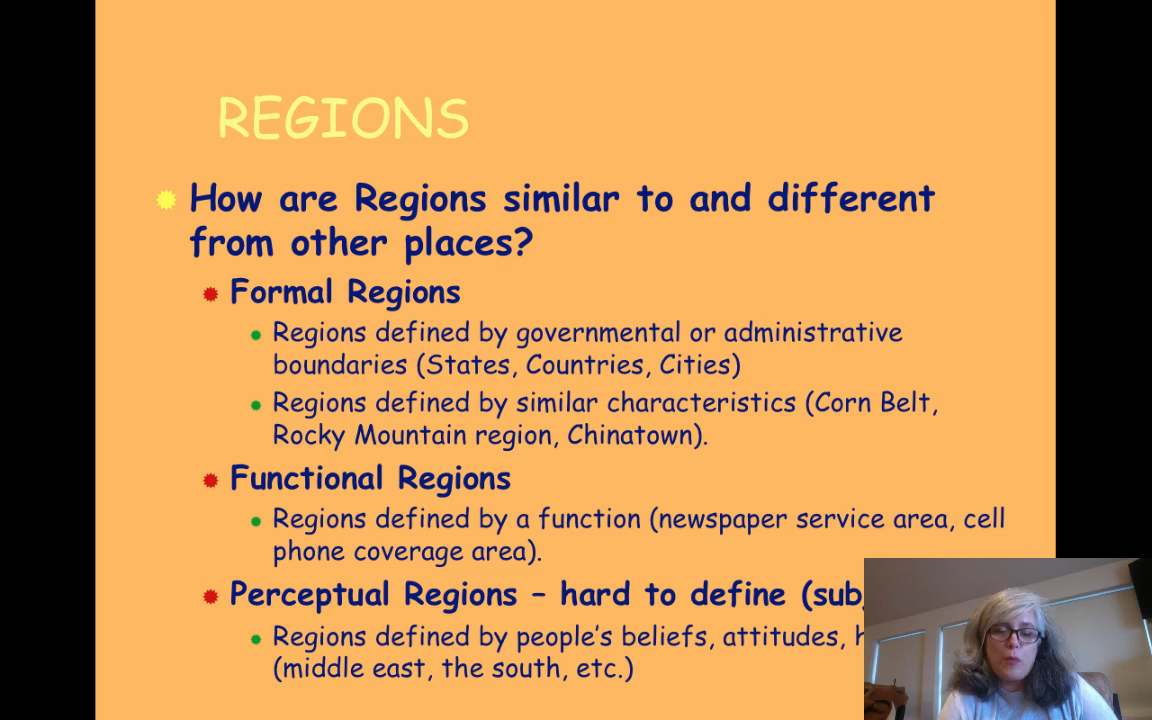 REGIONS
How are Regions similar to and different
from other places?
Formal Regions
Regions defined by governmental or administrative
boundaries (States, Countries, Cities)
Regions defined by similar characteristics (Corn Belt,
Rocky Mountain region, Chinatown).
Functional Regions
Regions defined by a function (newspaper service area, cell
phone coverage area).
Perceptual Regions – hard to define
Regions defined by people's beliefs, attitudes,
(middle east, the south, etc.)